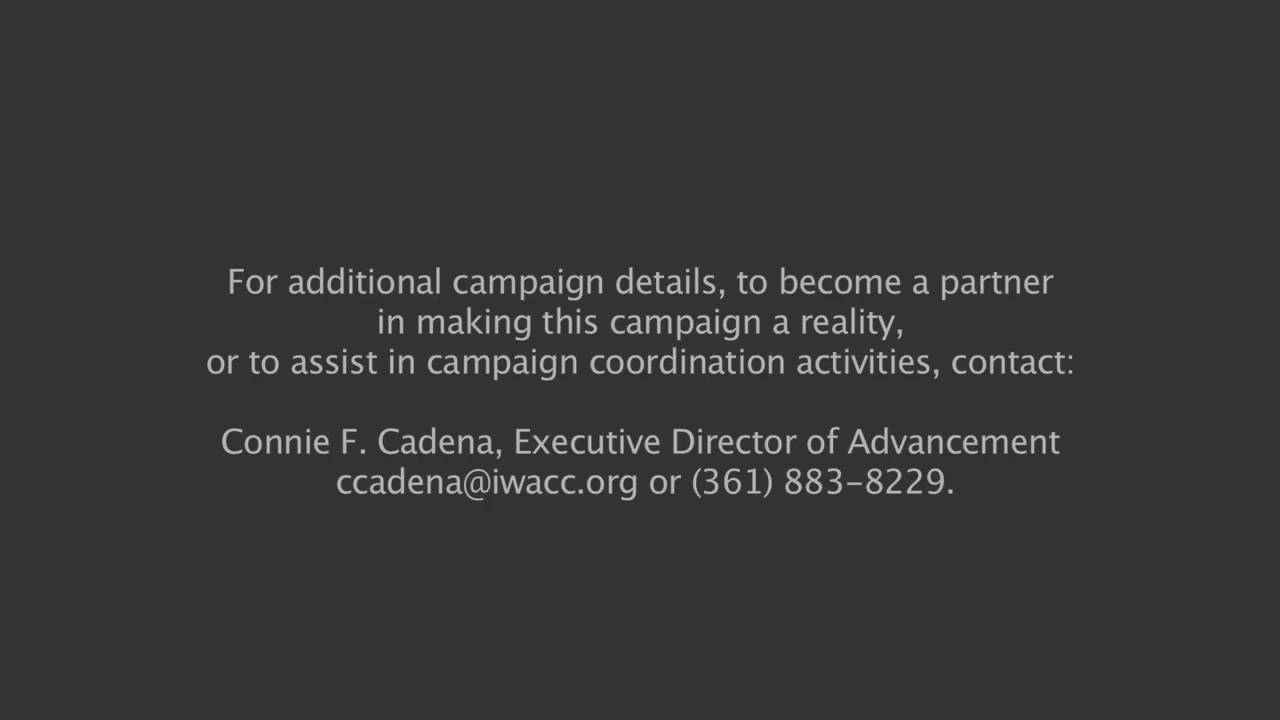 For additional campaign details, to become a partner
in making this campaign a reality,
or to assist in campaign coordination activities, contact:
Connie F. Cadena, Executive Director of Advancement
ccadena@iwacc.org or (361) 883-8229.